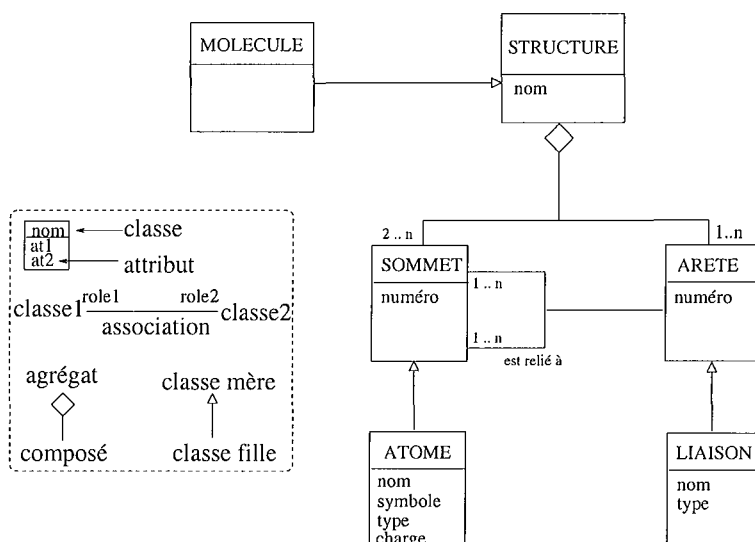 MOLECULE
STRUCTURE
nom
2 .. n
1..n
SOMMET
numéro
1 .. n
1 .. n
est relié à
ARETE
numéro
ATOME
nom
symbole
type
charge
LIAISON
nom
type
nom
at1
at2
classe
attribut
classe1 role1 role2 classe2
association
agrégat
classe mère
composé
classe fille